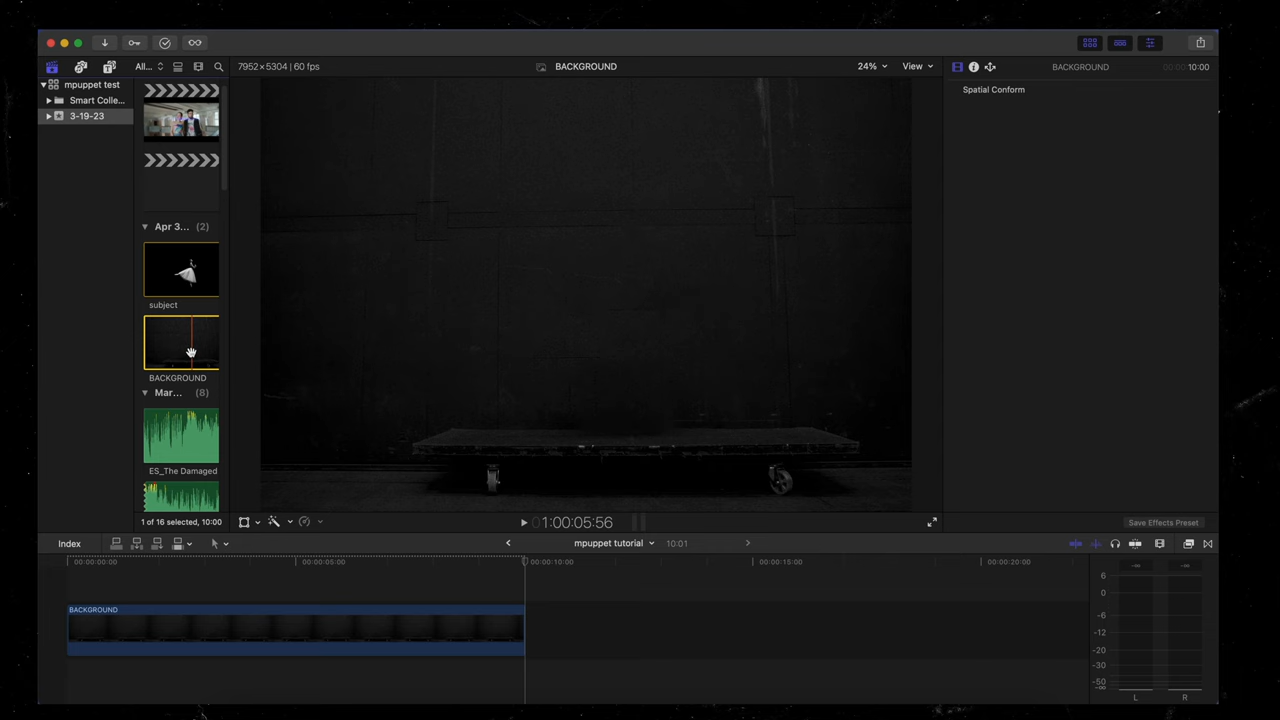 All...
7952×5304 | 60 fps
BACKGROUND
24%
View
BACKGROUND
10:00
mpuppet test
Smart Colle...
3-19-23
Spatial Conform
Apr 3...
(2)
subject
BACKGROUND
Mar...
(8)
ES_The Damaged
1 of 16 selected, 10:00
1:00:05:56
Save Effects Preset
Index
mpuppet tutorial
10:01
00:00:00:00
00:00:05:00
00:00:10:00
00:00:15:00
00:00:20:00
BACKGROUND
-∞
-∞
6
0
-6
-12
-20
-30
-50
-∞
L
R